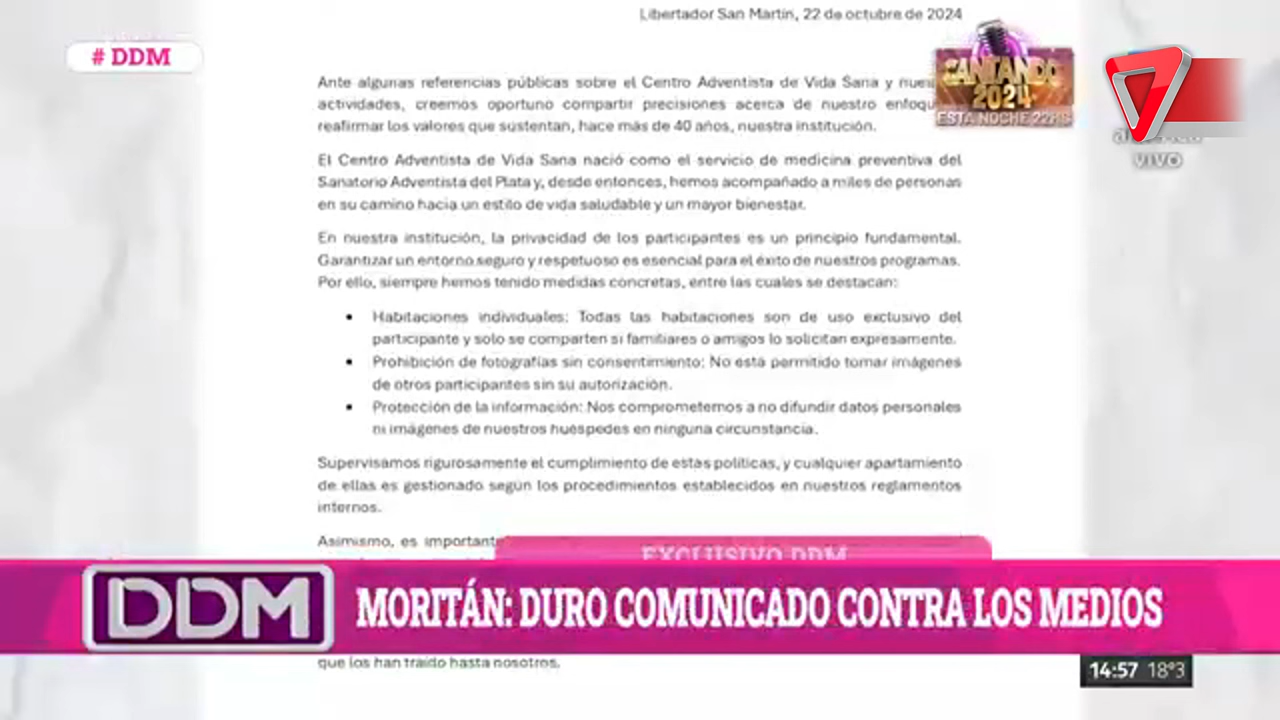 Libertador San Martín, 22 de octubre de 2024
# DDM
CANTANDO
2024
ESTA NOCHE 22HS
VIVO
Ante algunas referencias públicas sobre el Centro Adventista de Vida Sana y
actividades, creemos oportuno compartir precisiones acerca de nuestro
reafirmar los valores que sustentan, hace más de 40 años, nuestra institución.
El Centro Adventista de Vida Sana nació como el servicio de medicina preventiva del
Sanatorio Adventista del Plata y, desde entonces, hemos acompañado a miles de personas
en su camino hacia un estilo de vida saludable y un mayor bienestar.
En nuestra institución, la privacidad de los participantes es un principio fundamental.
Garantizar un entorno seguro y respetuoso es esencial para el éxito de nuestros programas.
Por ello, siempre hemos tenido medidas concretas, entre las cuales se destacan:
• Habitaciones individuales: Todas las habitaciones son de uso exclusivo del
participante y solo se comparten si familiares o amigos lo solicitan expresamente.
• Prohibición de fotografías sin consentimiento: No está permitido tomar imágenes
de otros participantes sin su autorización.
• Protección de la información: Nos comprometemos a no difundir datos personales
ni imágenes de nuestros huéspedes en ninguna circunstancia.
Supervisamos rigurosamente el cumplimiento de estas políticas, y cualquier apartamiento
de ellas es gestionado según los procedimientos establecidos en nuestros reglamentos
internos.
Asimismo, es important
EXCLUSIVO DDM
DDM
MORITÁN: DURO COMUNICADO CONTRA LOS MEDIOS
que los han traído hasta nosotros.
14:57 18°3